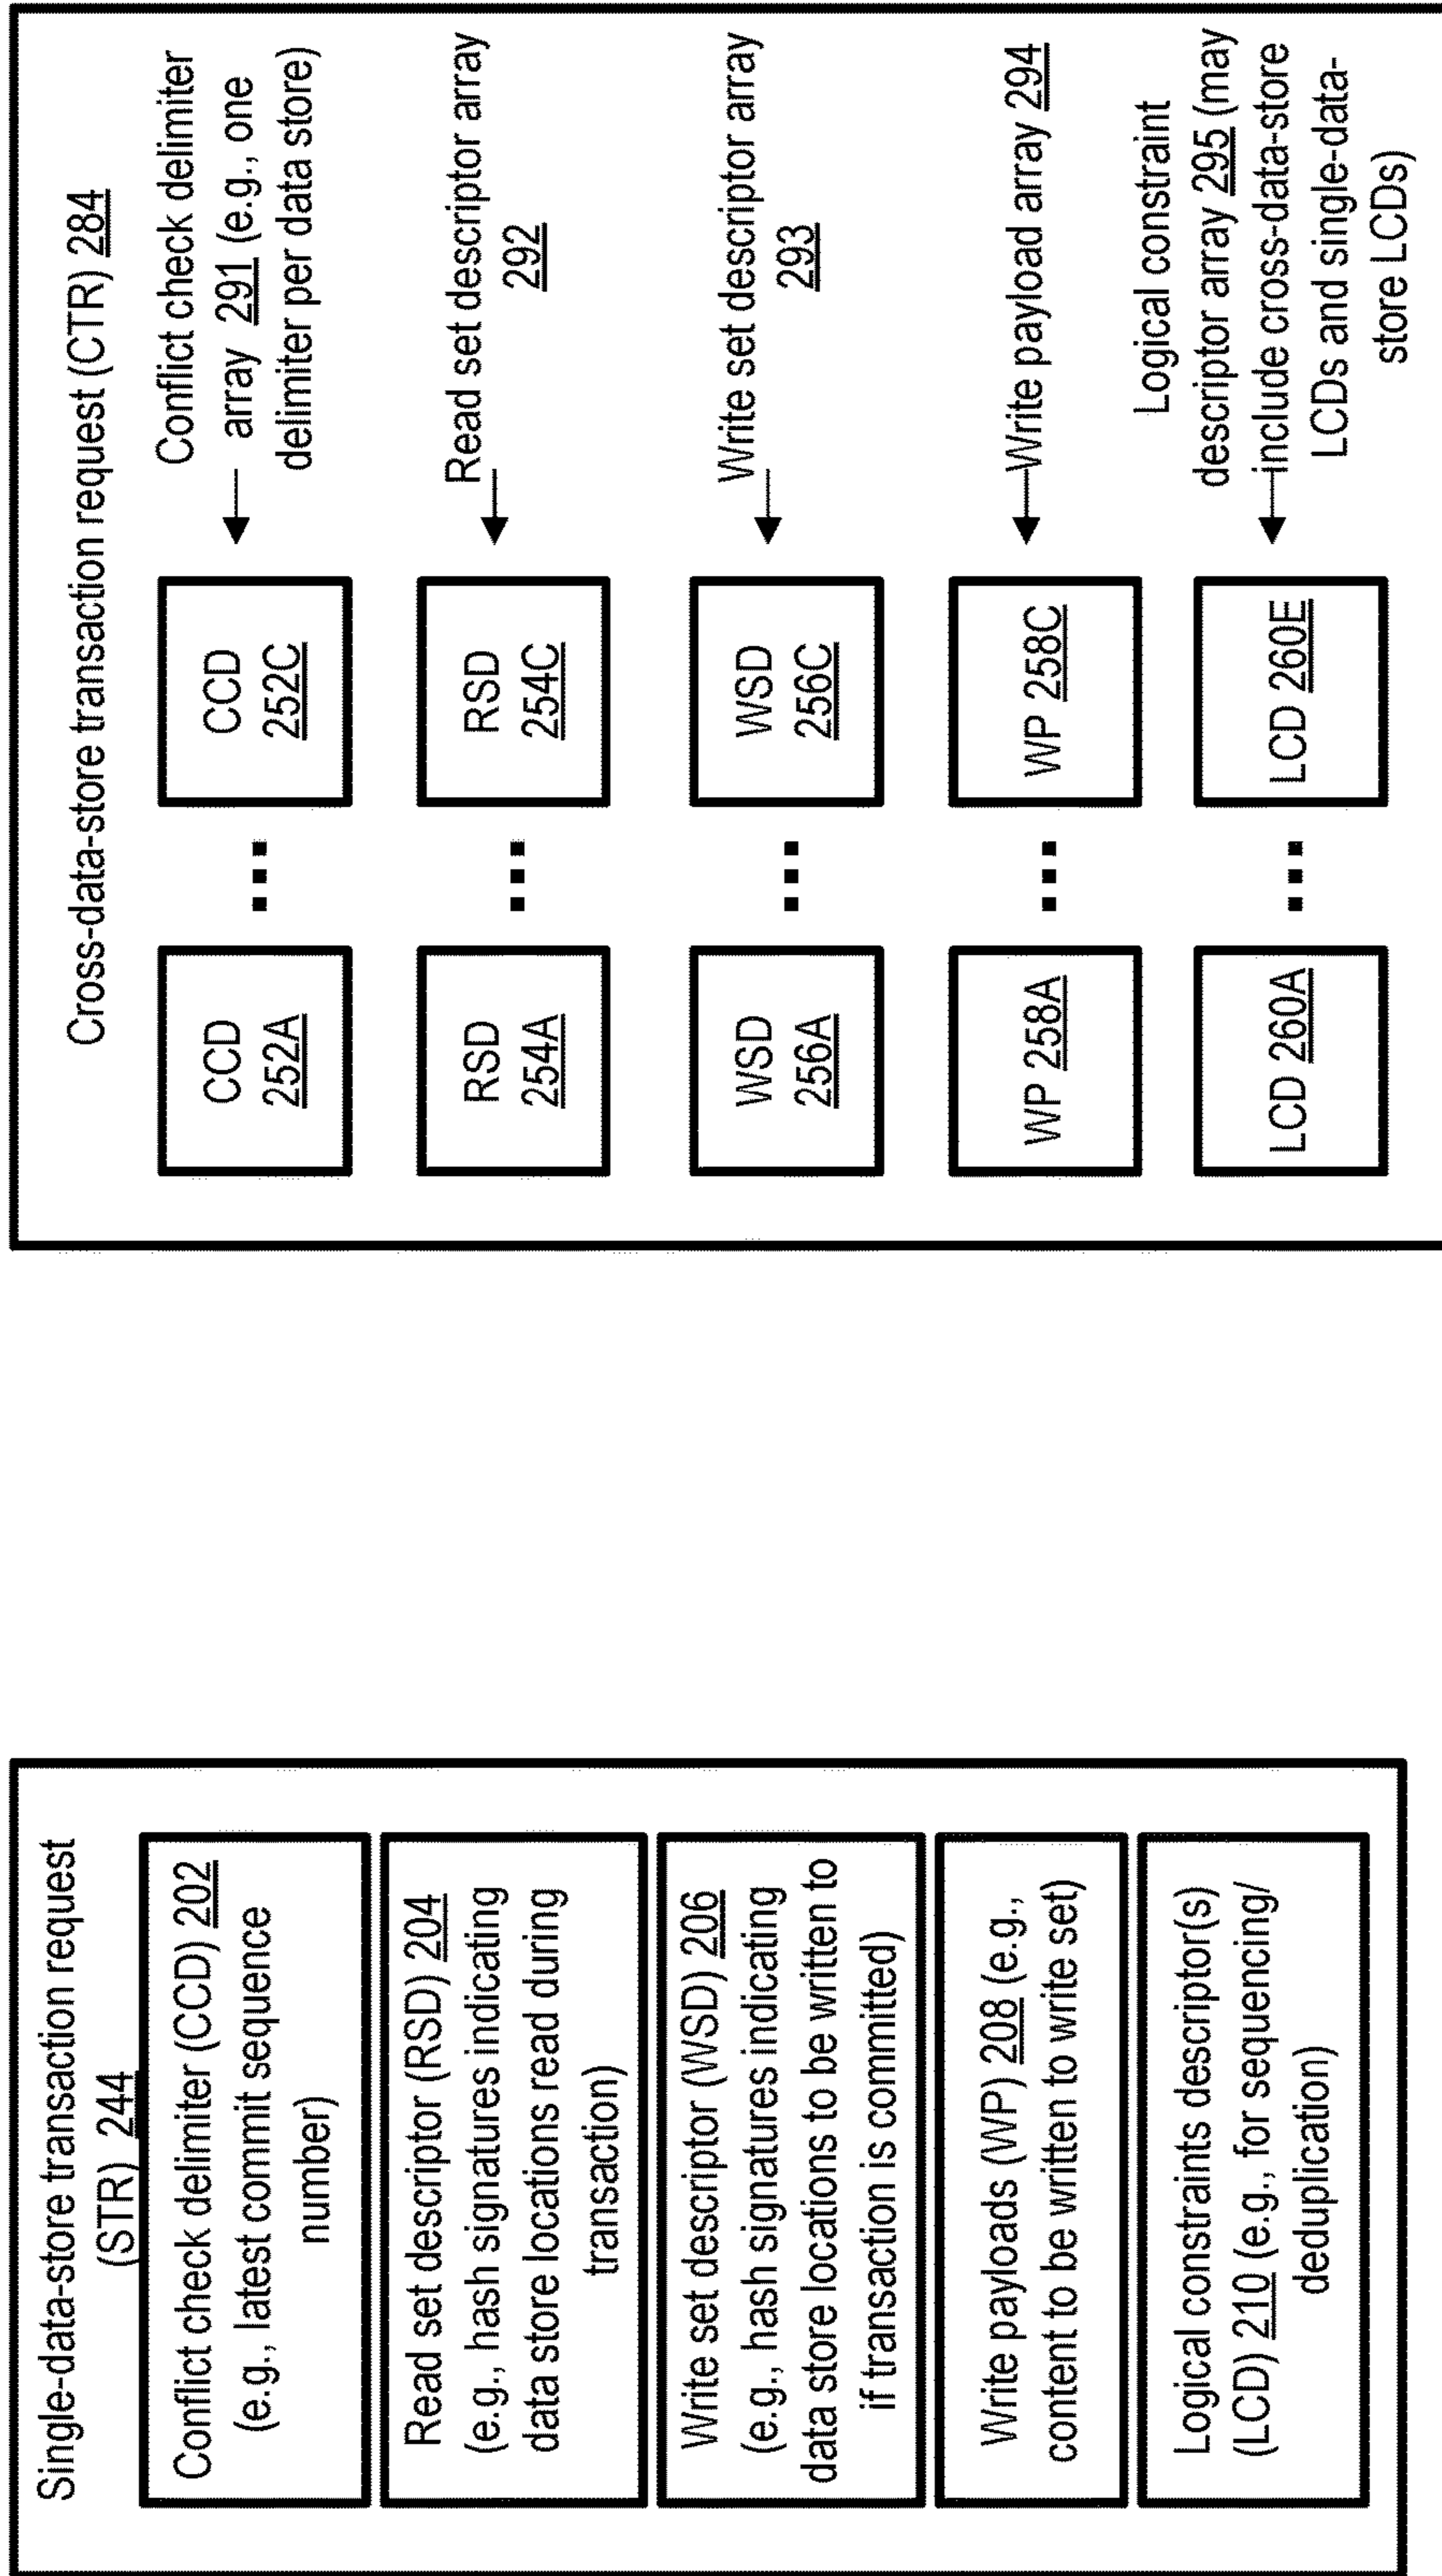 Single-data-store transaction request
(STR) 244
Conflict check delimiter (CCD) 202
(e.g., latest commit sequence
number)
Read set descriptor (RSD) 204
(e.g., hash signatures indicating
data store locations read during
transaction)
Write set descriptor (WSD) 206
(e.g., hash signatures indicating
data store locations to be written to
if transaction is committed)
Write payloads (WP) 208 (e.g.,
content to be written to write set)
Logical constraints descriptor(s)
(LCD) 210 (e.g., for sequencing/
deduplication)
Cross-data-store transaction request (CTR) 284
CCD
252A
...
CCD
252C
Conflict check delimiter
array 291 (e.g., one
delimiter per data store)
RSD
254A
...
RSD
254C
Read set descriptor array
292
WSD
256A
...
WSD
256C
Write set descriptor array
293
WP 258A
...
WP 258C
Write payload array 294
LCD 260A
...
LCD 260E
Logical constraint
descriptor array 295 (may
include cross-data-store
LCDs and single-data-
store LCDs)